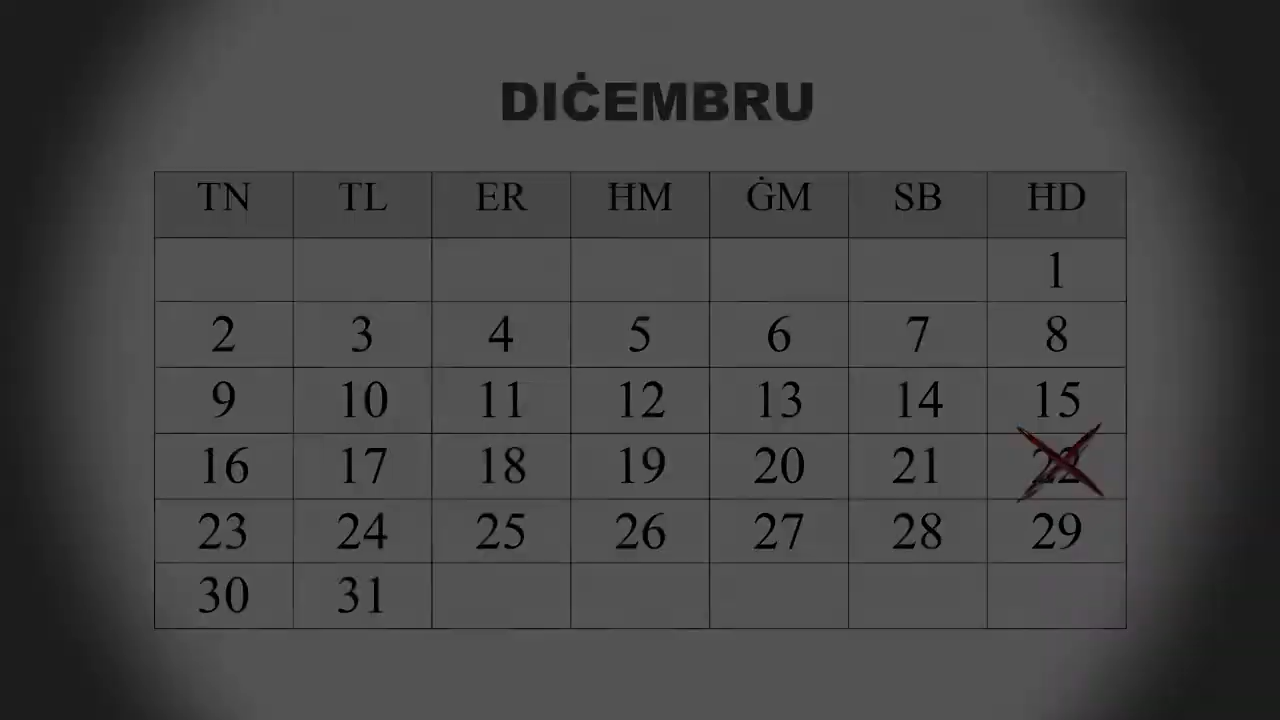 DIĊEMBRU
TN TL ER ĦM ĠM SB ĦD
1
2 3 4 5 6 7 8
9 10 11 12 13 14 15
16 17 18 19 20 21 22
23 24 25 26 27 28 29
30 31